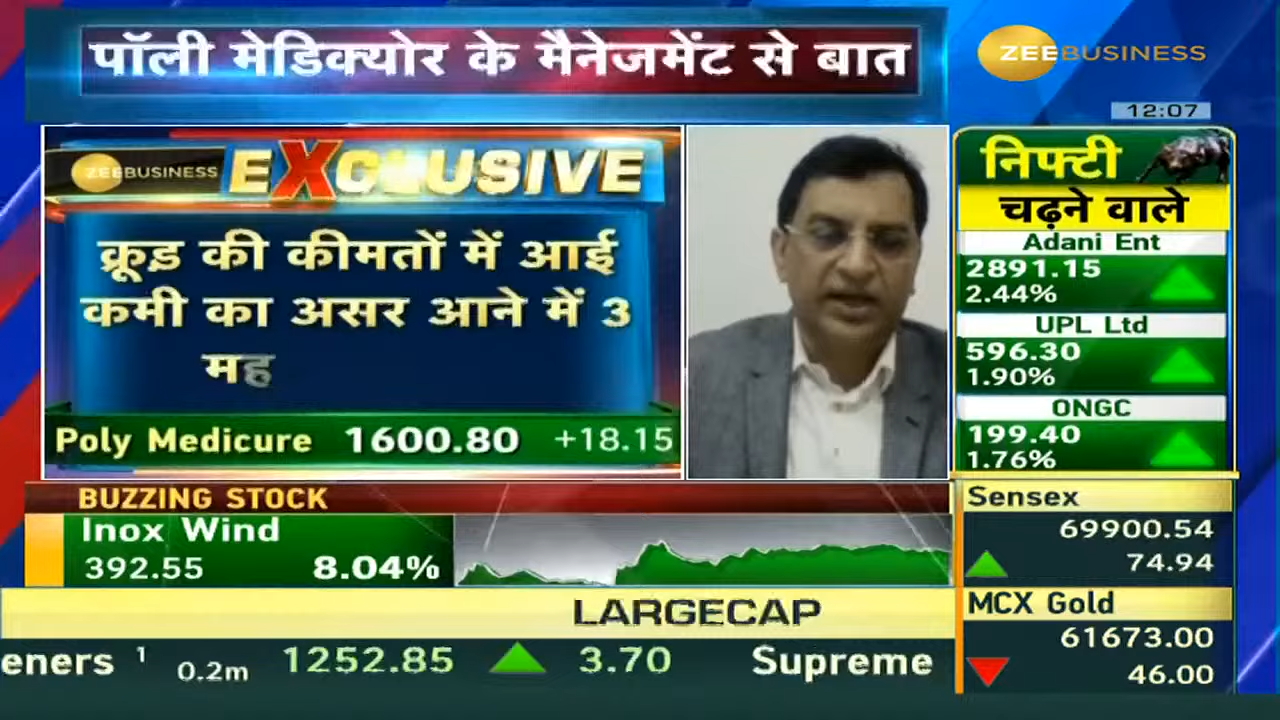 पॉली मेडिक्योर के मैनेजमेंट से बात
ZEEBUSINESS
12:07
ZEEBUSINESS EXCLUSIVE
क्रूड की कीमतों में आई
कमी का असर आने में 3
मह
Poly Medicure 1600.80 +18.15
निफ्टी
चढ़ने वाले
Adani Ent
2891.15
2.44%
UPL Ltd
596.30
1.90%
ONGC
199.40
1.76%
BUZZING STOCK
Inox Wind
392.55 8.04%
Sensex
69900.54
74.94
MCX Gold
61673.00
46.00
LARGECAP
eners 1 0.2m 1252.85 3.70 Supreme